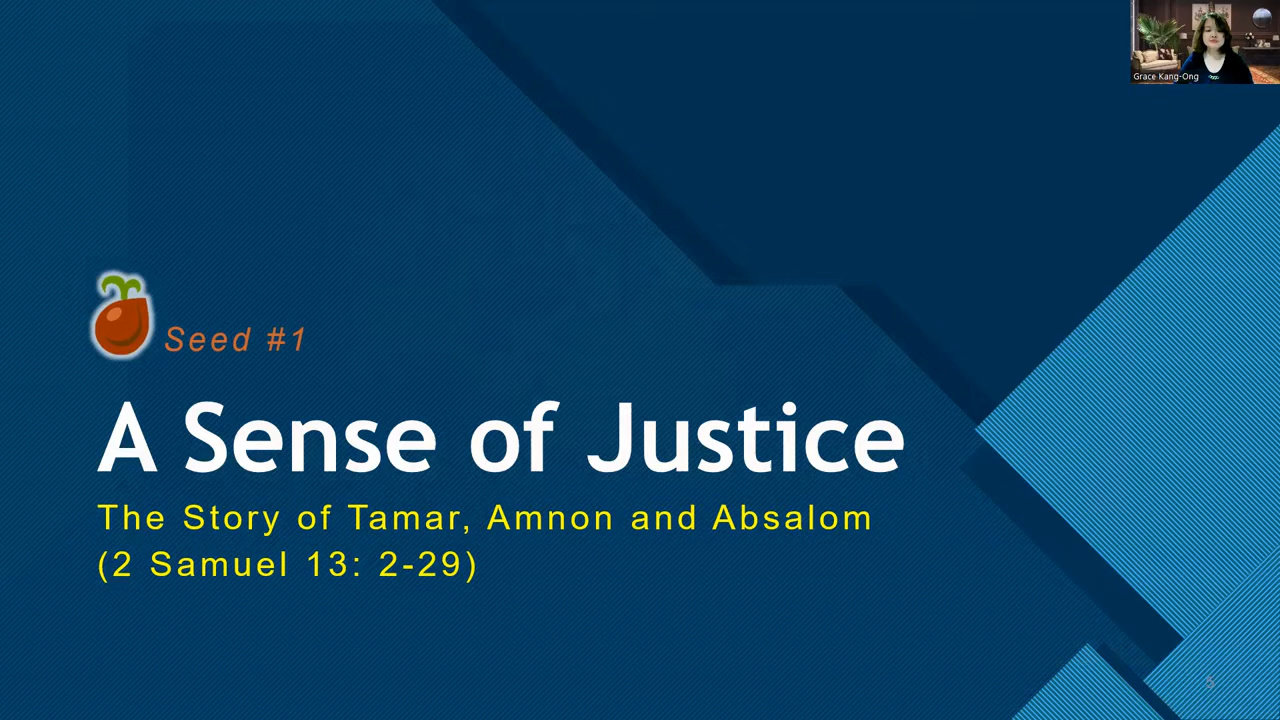 Grace Kang-Ong
Seed #1
A Sense of Justice
The Story of Tamar, Amnon and Absalom
(2 Samuel 13: 2-29)